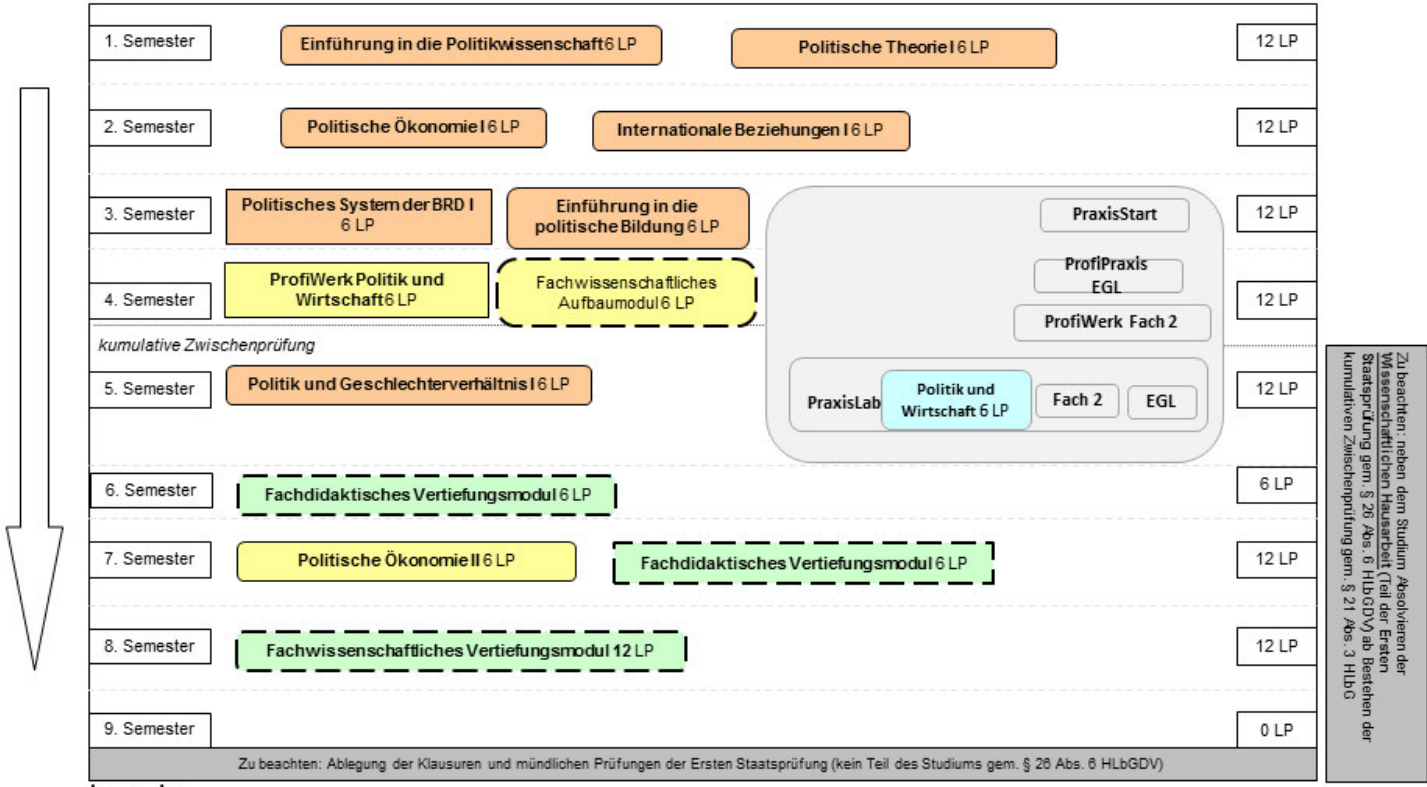 1. Semester
Einführung in die Politikwissenschaft 6 LP
Politische Theorie I 6 LP
12 LP
2. Semester
Politische Ökonomie I 6 LP
Internationale Beziehungen I 6 LP
12 LP
3. Semester
Politisches System der BRD I
6 LP
Einführung in die
politische Bildung 6 LP
PraxisStart
12 LP
4. Semester
ProfiWerk Politik und
Wirtschaft 6 LP
Fachwissenschaftliches
Aufbaumodul 6 LP
ProfiPraxis
EGL
ProfiWerk Fach 2
12 LP
kumulative Zwischenprüfung
5. Semester
Politik und Geschlechterverhältnis I 6 LP
PraxisLab
Politik und
Wirtschaft 6 LP
Fach 2
EGL
12 LP
6. Semester
Fachdidaktisches Vertiefungsmodul 6 LP
6 LP
7. Semester
Politische Ökonomie II 6 LP
Fachdidaktisches Vertiefungsmodul 6 LP
12 LP
8. Semester
Fachwissenschaftliches Vertiefungsmodul 12 LP
12 LP
9. Semester
0 LP
Zu beachten: Ablegung der Klausuren und mündlichen Prüfungen der Ersten Staatsprüfung (kein Teil des Studiums gem. § 26 Abs. 6 HLbGDV)
Zu beachten: neben dem Studium Absolvieren der
Wissenschaftlichen Hausarbeit (Teil der Ersten
Staatsprüfung gem. § 26 Abs. 6 HLbGDV) ab Bestehen der
kumulativen Zwischenprüfung gem. § 21 Abs. 3 HLbG